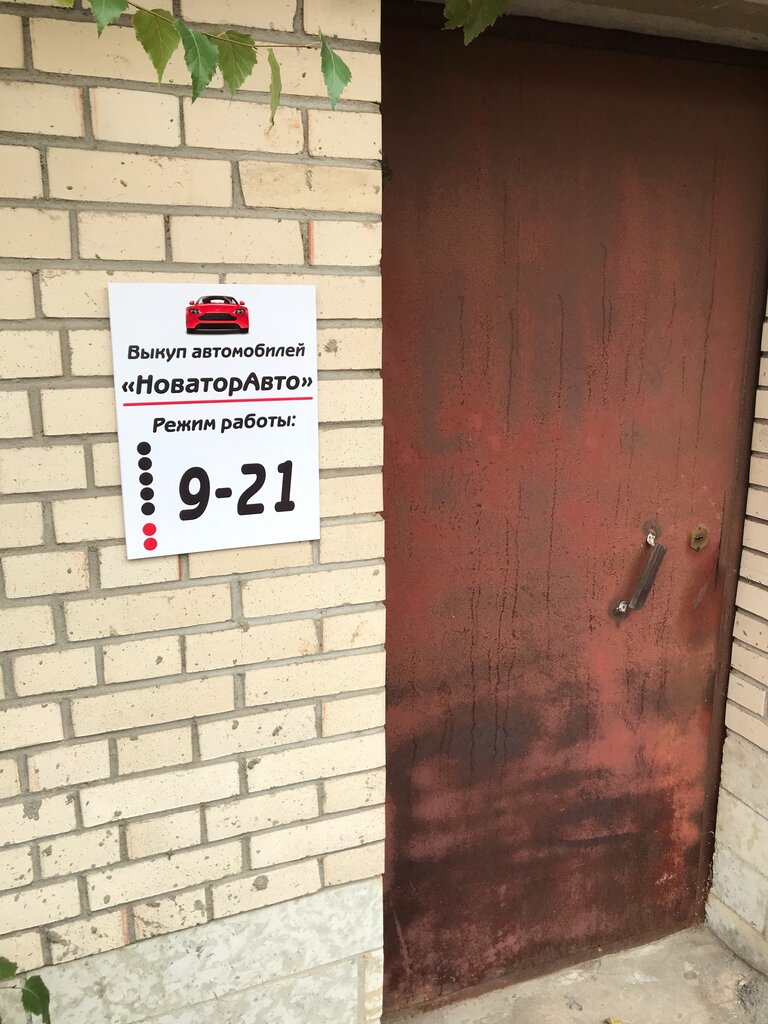 Выкуп автомобилей
«НоваторАвто»
Режим работы:
9-21